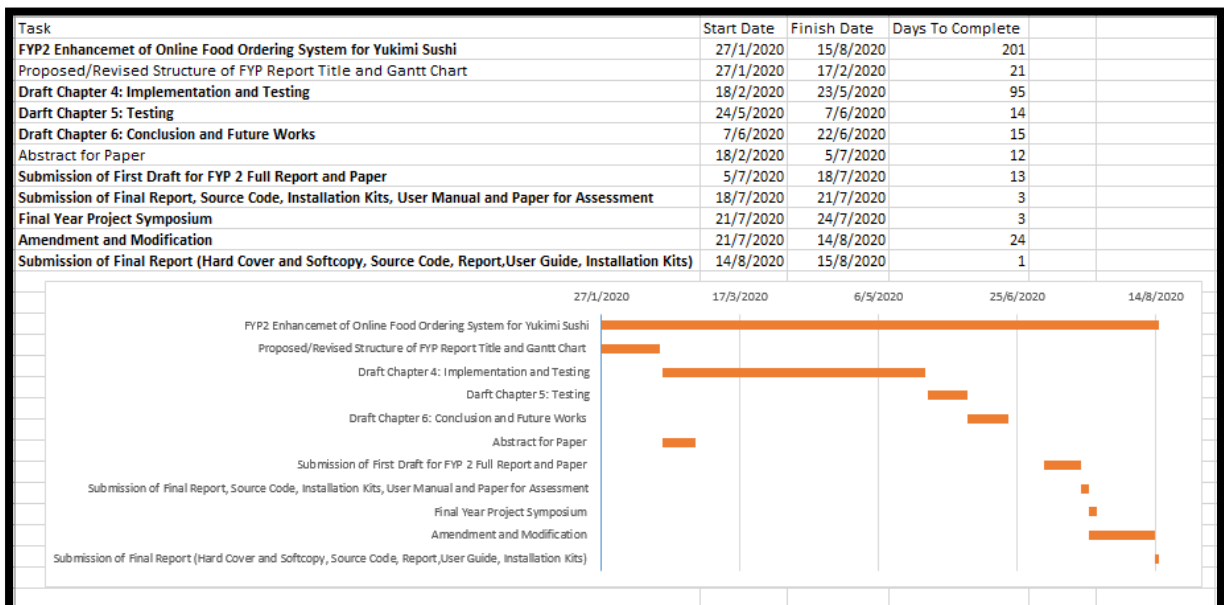 Task Start Date Finish Date Days To Complete
FYP2 Enhancemet of Online Food Ordering System for Yukimi Sushi 27/1/2020 15/8/2020 201
Proposed/Revised Structure of FYP Report Title and Gantt Chart 27/1/2020 17/2/2020 21
Draft Chapter 4: Implementation and Testing 18/2/2020 23/5/2020 95
Darft Chapter 5: Testing 24/5/2020 7/6/2020 14
Draft Chapter 6: Conclusion and Future Works 7/6/2020 22/6/2020 15
Abstract for Paper 18/2/2020 5/7/2020 12
Submission of First Draft for FYP 2 Full Report and Paper 5/7/2020 18/7/2020 13
Submission of Final Report, Source Code, Installation Kits, User Manual and Paper for Assessment 18/7/2020 21/7/2020 3
Final Year Project Symposium 21/7/2020 24/7/2020 3
Amendment and Modification 21/7/2020 14/8/2020 24
Submission of Final Report (Hard Cover and Softcopy, Source Code, Report,User Guide, Installation Kits) 14/8/2020 15/8/2020 1
27/1/2020 17/3/2020 6/5/2020 25/6/2020 14/8/2020
FYP2 Enhancemet of Online Food Ordering System for Yukimi Sushi
Proposed/Revised Structure of FYP Report Title and Gantt Chart
Draft Chapter 4: Implementation and Testing
Darft Chapter 5: Testing
Draft Chapter 6: Conclusion and Future Works
Abstract for Paper
Submission of First Draft for FYP 2 Full Report and Paper
Submission of Final Report, Source Code, Installation Kits, User Manual and Paper for Assessment
Final Year Project Symposium
Amendment and Modification
Submission of Final Report (Hard Cover and Softcopy, Source Code, Report,User Guide, Installation Kits)